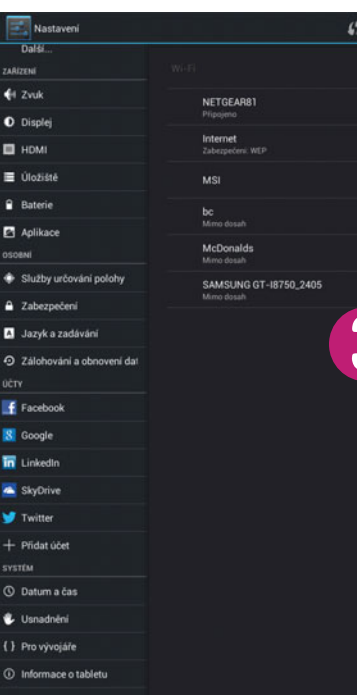 Nastavení
Další...
ZAŘÍZENÍ
Zvuk
Displej
HDMI
Úložiště
Baterie
Aplikace
OSOBNÍ
Služby určování polohy
Zabezpečení
Jazyk a zadávání
Zálohování a obnovení dat
ÚČTY
Facebook
Google
LinkedIn
SkyDrive
Twitter
Přidat účet
SYSTÉM
Datum a čas
Usnadnění
Pro vývojáře
Informace o tabletu
Wi-Fi
NETGEAR81
Připojeno
Internet
Zabezpečení: WEP
MSI
bc
Mimo dosah
McDonalds
Mimo dosah
SAMSUNG GT-I8750_2405
Mimo dosah
3